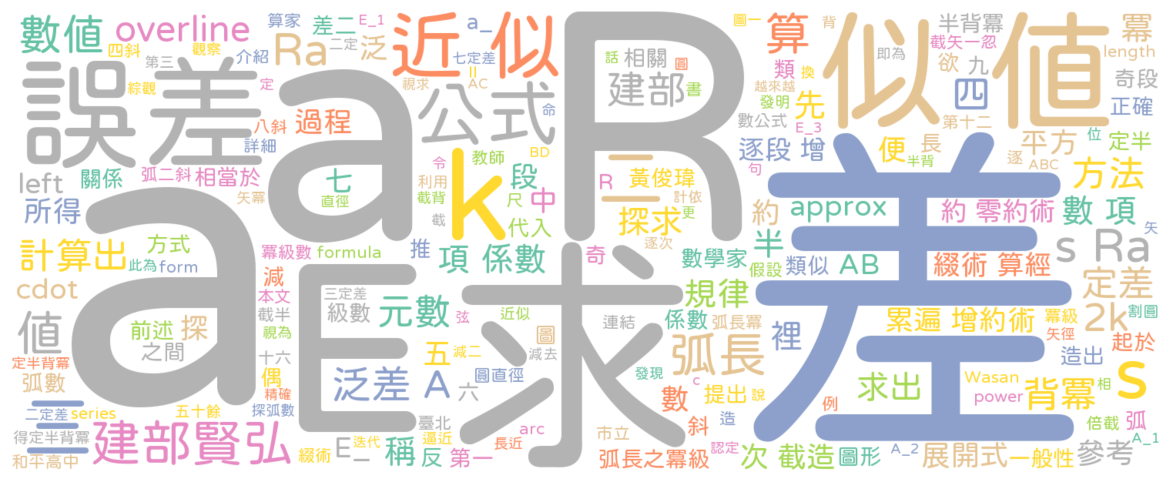 數值 overline
四斜 觀察
第三 介紹
綜觀
算家 E_1
差二
Ra 泛 二定
定
近似
a_ 七定差
II
AC
公式
視求
誤差
a
R
建部 相關
話 圓
書
算
類
先
背 半背冪 冪
截矢一忽 length
欲 九 奇段
四
越來越 換
發明
數公式 即為 正確
E_3 第十二 位
似值
八斜 過程
詳細
命
left 關係 弧二斜 相當於
所得
矢冪
七
直徑
尺
k
教師 BD
令
利用
截背
截
段
中
代入
R 黃俊瑋
二
探求
逐段 增
句
便
長
半背
平方 定半
逐 ABC
方法
計依
更
約 approx
約 零約術 數 項
矢
計算出 方式
此為 form
冪級數 formula
推 項 係數
奇
數學家
逐次
半
假設
類似 AB
綴術 算經
s Ra
cdot
前述 探
之間
減
本文
截半
三定差
級數
元數
弦
近似
規律
係數 弧長冪
連結
圖
減去
裡
累遍 增約術
冪級 割圓
矢徑
2k
定差
值
定半背冪
弧數
視為
十六
偶
精確
E
泛差 A
五
減二
六
圓直徑
求
弧長
發現
數
c
說
提出
求出
造出 起於
Wasan
power
背冪
相
s
差
三
二定差 series
五十餘
探弧數
得定半背冪
和平高中
建部賢弘
臺北
綴術
E_
迭代
逼近
長近
稱
反
arc
第一
市立
斜
造
例
弧長之冪級
認定
次 截造
圖形
A_2
展開式
一般性
倍截 弧
A_1
參考
a